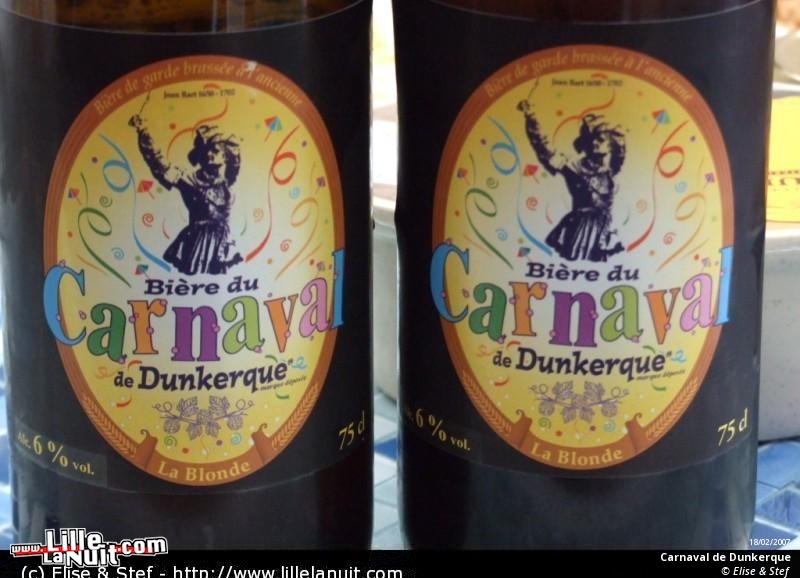 Bière de garde brassée à l'ancienne
Jean Bart 1650 - 1702
Bière du
Carnaval
de Dunkerque
marque déposée
Alc. 6 % vol.
75 cl
La Blonde
Bière de garde brassée à l'ancienne
Jean Bart 1650 - 1702
Bière du
Carnaval
de Dunkerque
marque déposée
Alc. 6 % vol.
75 cl
La Blonde
18/02/2007
www.Lille
LaNuit.com
Carnaval de Dunkerque
© Elise & Stef
(c) Elise & Stef - http://www.lillelanuit.com